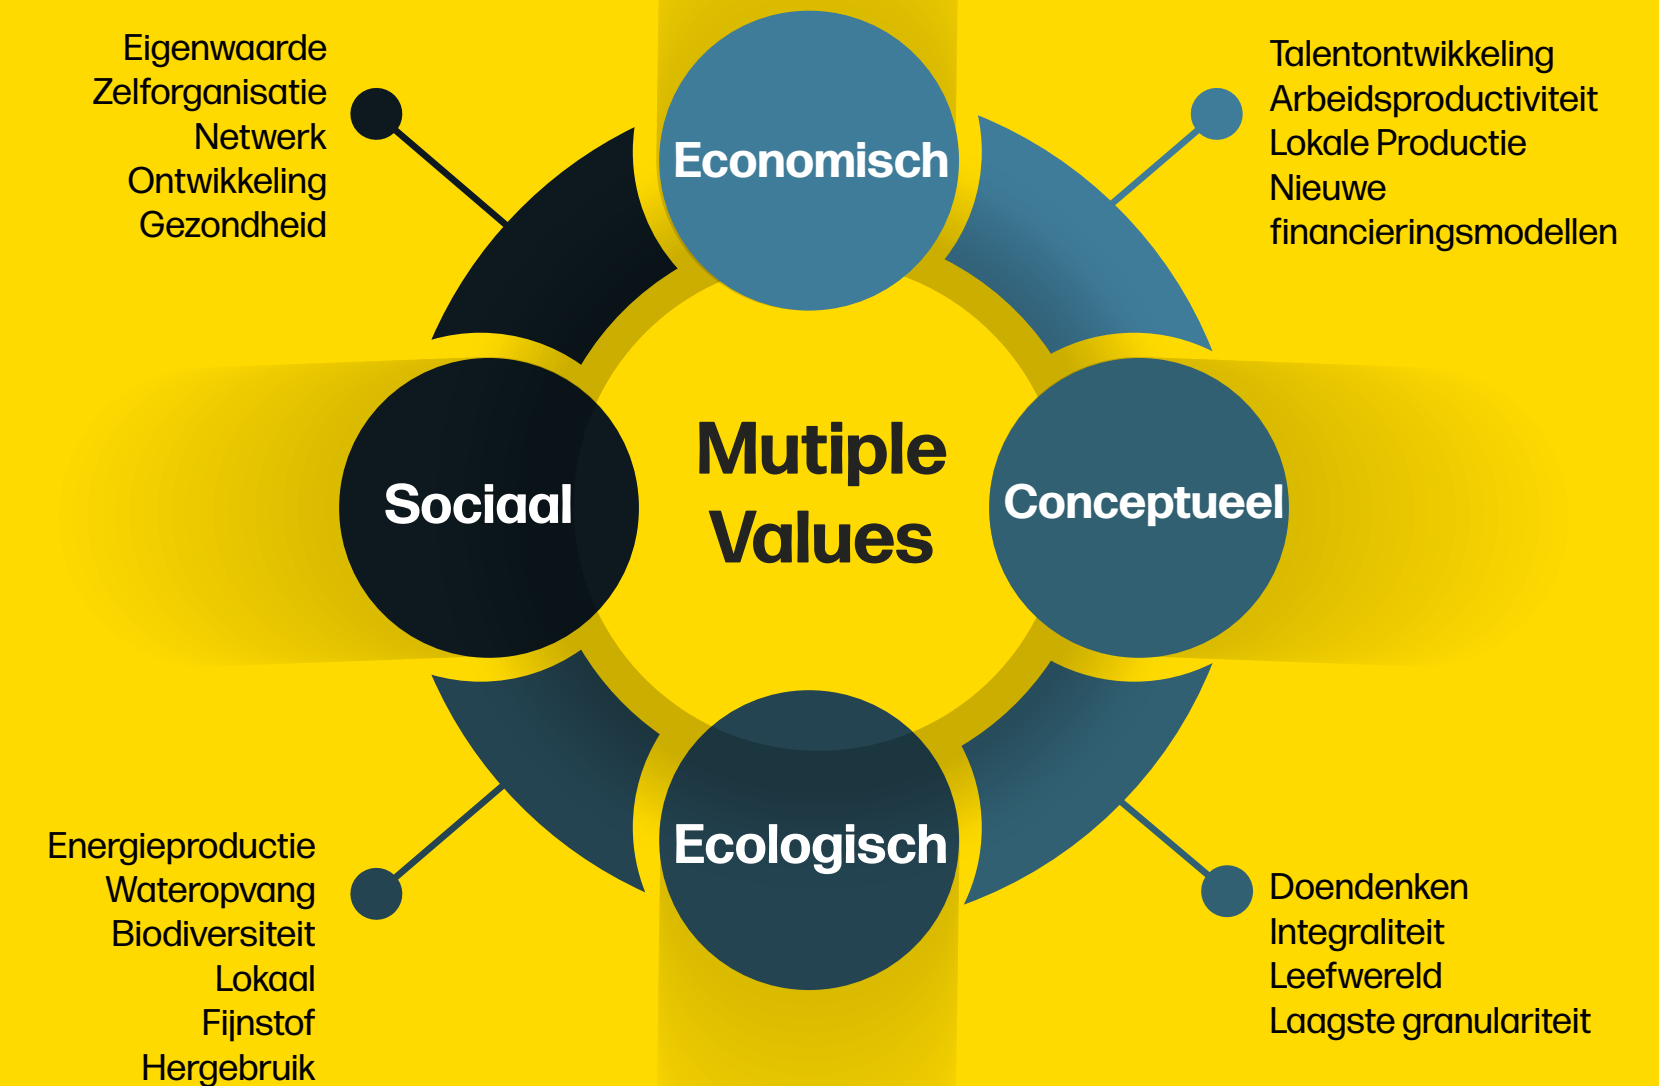 Eigenwaarde
Zelforganisatie
Netwerk
Ontwikkeling
Gezondheid
Economisch
Talentontwikkeling
Arbeidsproductiviteit
Lokale Productie
Nieuwe
financieringsmodellen
Sociaal
Mutiple
Values
Conceptueel
Ecologisch
Energieproductie
Wateropvang
Biodiversiteit
Lokaal
Fijnstof
Hergebruik
Doendenken
Integraliteit
Leefwereld
Laagste granulariteit